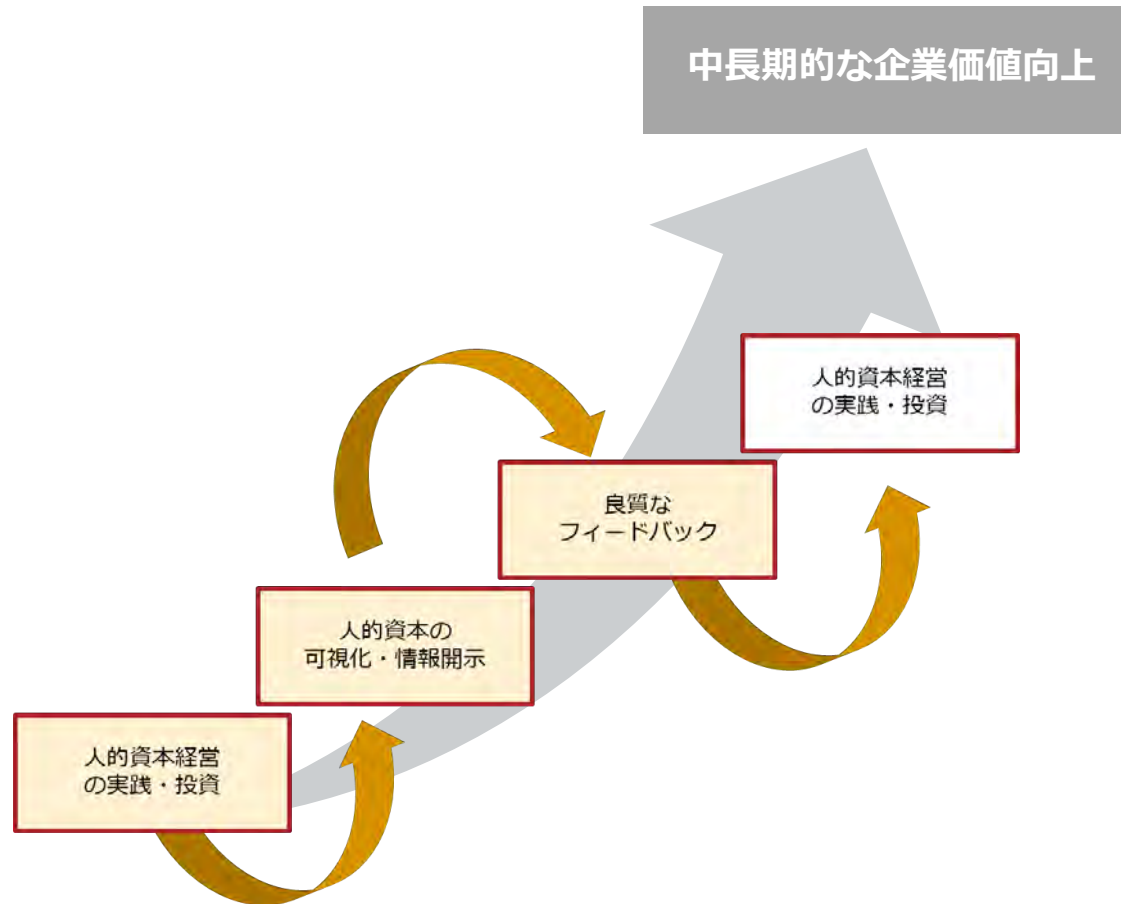 中長期的な企業価値向上
人的資本経営
の実践・投資
良質な
フィードバック
人的資本の
可視化・情報開示
人的資本経営
の実践・投資